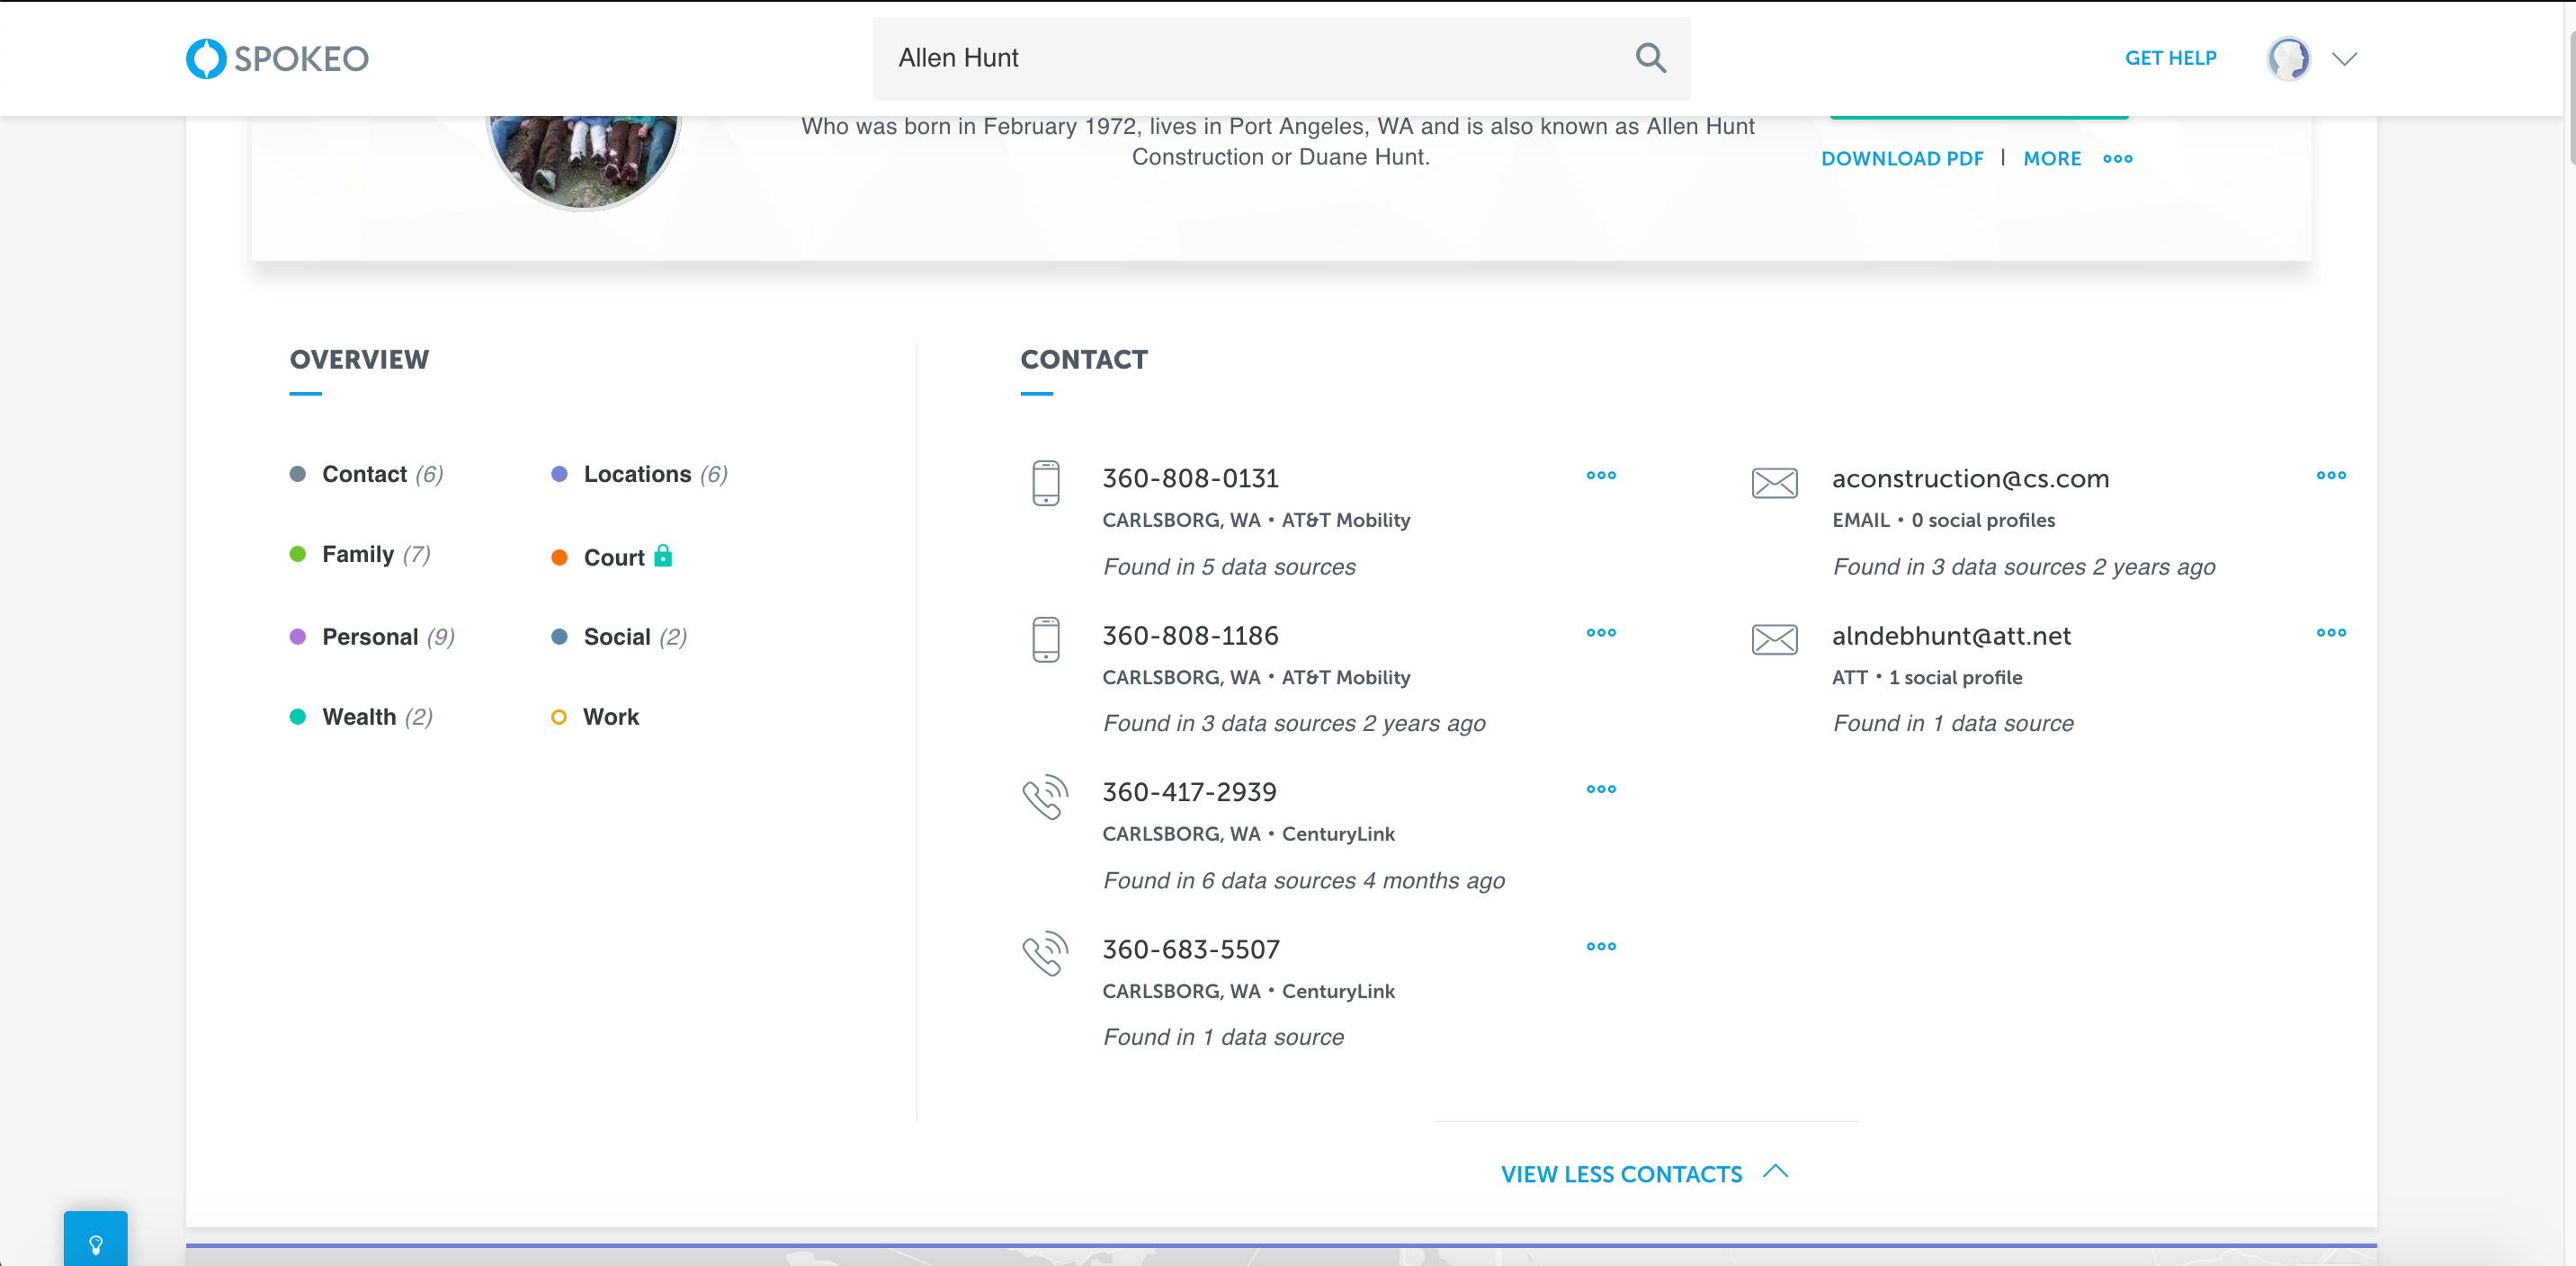 SPOKEO
Allen Hunt
GET HELP
Who was born in February 1972, lives in Port Angeles, WA and is also known as Allen Hunt
Construction or Duane Hunt.
DOWNLOAD PDF | MORE
OVERVIEW
Contact (6)
Locations (6)
Family (7)
Court
Personal (9)
Social (2)
Wealth (2)
Work
CONTACT
360-808-0131
CARLSBORG, WA • AT&T Mobility
Found in 5 data sources
360-808-1186
CARLSBORG, WA • AT&T Mobility
Found in 3 data sources 2 years ago
360-417-2939
CARLSBORG, WA • CenturyLink
Found in 6 data sources 4 months ago
360-683-5507
CARLSBORG, WA • CenturyLink
Found in 1 data source
aconstruction@cs.com
EMAIL • 0 social profiles
Found in 3 data sources 2 years ago
alndebhunt@att.net
ATT • 1 social profile
Found in 1 data source
VIEW LESS CONTACTS